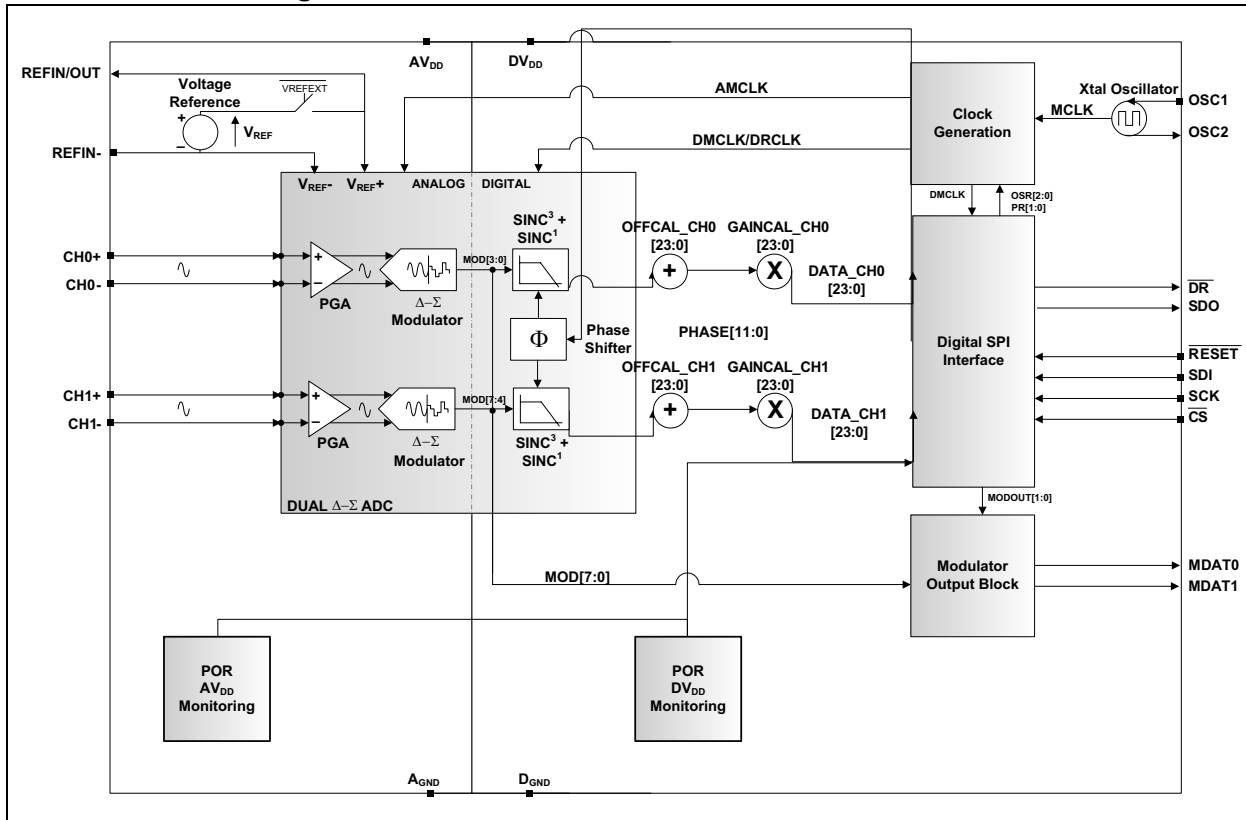 AVDD
DVDD
REFIN/OUT
Voltage
Reference
VREFEXT
+
VREF
−
REFIN-
AMCLK
DMCLK/DRCLK
Clock
Generation
Xtal Oscillator
MCLK
OSC1
OSC2
VREF-
VREF+
ANALOG
DIGITAL
DMCLK
OSR[2:0]
PR[1:0]
CH0+
CH0-
+
−
PGA
Δ–Σ
Modulator
MOD[3:0]
SINC3 +
SINC1
OFFCAL_CH0
[23:0]
+
GAINCAL_CH0
[23:0]
X
DATA_CH0
[23:0]
Φ
Phase
Shifter
PHASE[11:0]
Digital SPI
Interface
DR
SDO
RESET
SDI
SCK
CS
CH1+
CH1-
+
−
PGA
Δ–Σ
Modulator
MOD[7:4]
SINC3 +
SINC1
OFFCAL_CH1
[23:0]
+
GAINCAL_CH1
[23:0]
X
DATA_CH1
[23:0]
DUAL Δ–Σ ADC
MODOUT[1:0]
MOD[7:0]
Modulator
Output Block
MDAT0
MDAT1
POR
AVDD
Monitoring
POR
DVDD
Monitoring
AGND
DGND